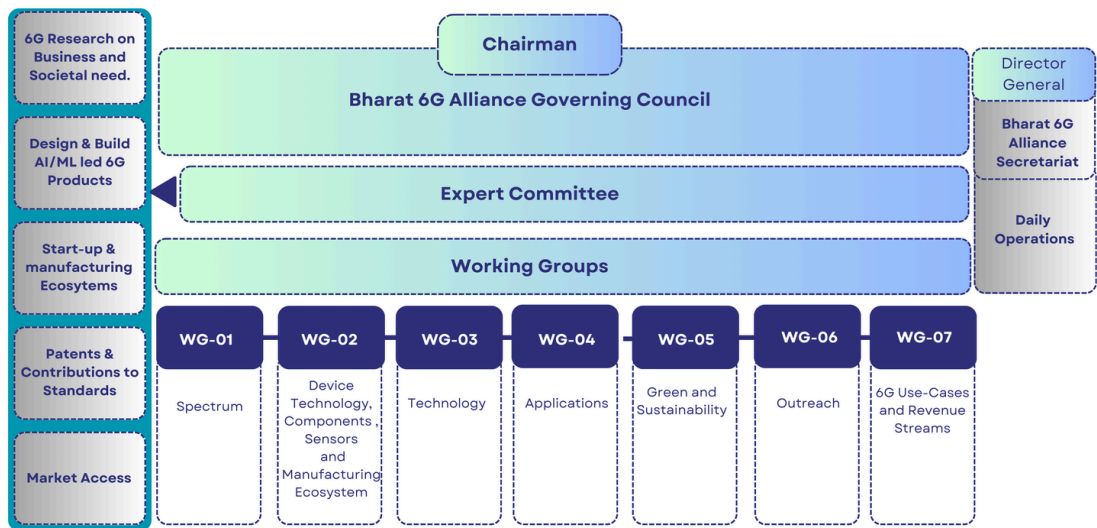 6G Research on
Business and
Societal need.
Design & Build
AI/ML led 6G
Products
Start-up &
manufacturing
Ecosytems
Patents &
Contributions to
Standards
Market Access
Chairman
Bharat 6G Alliance Governing Council
Expert Committee
Working Groups
Director
General
Bharat 6G
Alliance
Secretariat
Daily
Operations
WG-01
Spectrum
WG-02
Device
Technology,
Components ,
Sensors
and
Manufacturing
Ecosystem
WG-03
Technology
WG-04
Applications
WG-05
Green and
Sustainability
WG-06
Outreach
WG-07
6G Use-Cases
and Revenue
Streams